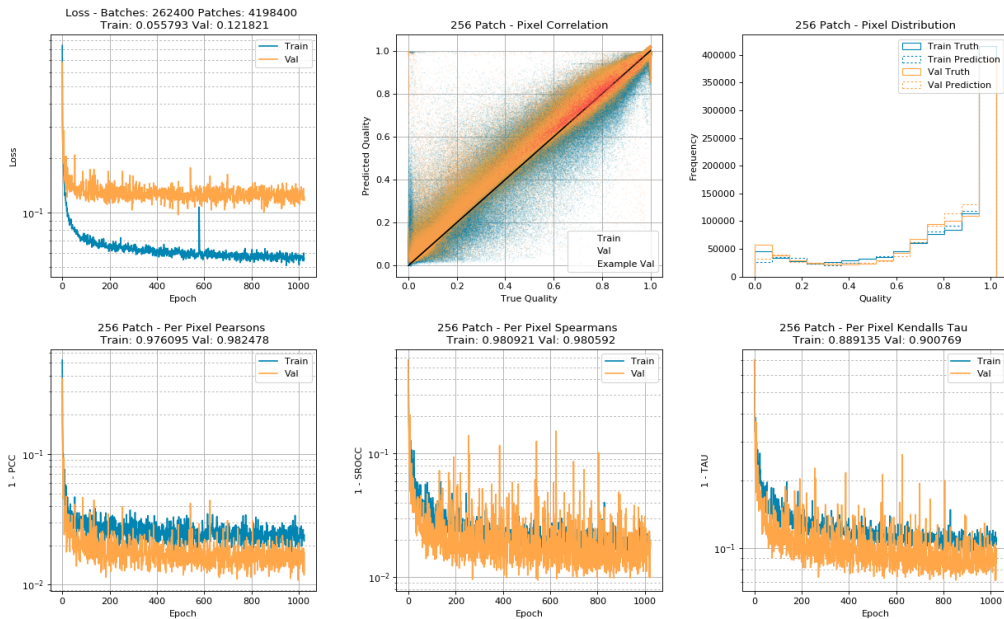 Loss - Batches: 262400 Patches: 4198400
Train: 0.055793 Val: 0.121821
Train
Val
10⁻¹
Loss
0 200 400 600 800 1000
Epoch
256 Patch - Pixel Correlation
1.0
0.8
0.6
0.4
0.2
0.0
Predicted Quality
Train
Val
Example Val
0.0 0.2 0.4 0.6 0.8 1.0
True Quality
256 Patch - Pixel Distribution
Train Truth
Train Prediction
Val Truth
Val Prediction
400000
350000
300000
250000
200000
150000
100000
50000
0
Frequency
0.0 0.2 0.4 0.6 0.8 1.0
Quality
256 Patch - Per Pixel Pearsons
Train: 0.976095 Val: 0.982478
Train
Val
10⁻¹
10⁻²
1 - PCC
0 200 400 600 800 1000
Epoch
256 Patch - Per Pixel Spearmans
Train: 0.980921 Val: 0.980592
Train
Val
10⁻¹
10⁻²
1 - SROCC
0 200 400 600 800 1000
Epoch
256 Patch - Per Pixel Kendalls Tau
Train: 0.889135 Val: 0.900769
Train
Val
10⁻¹
1 - TAU
0 200 400 600 800 1000
Epoch